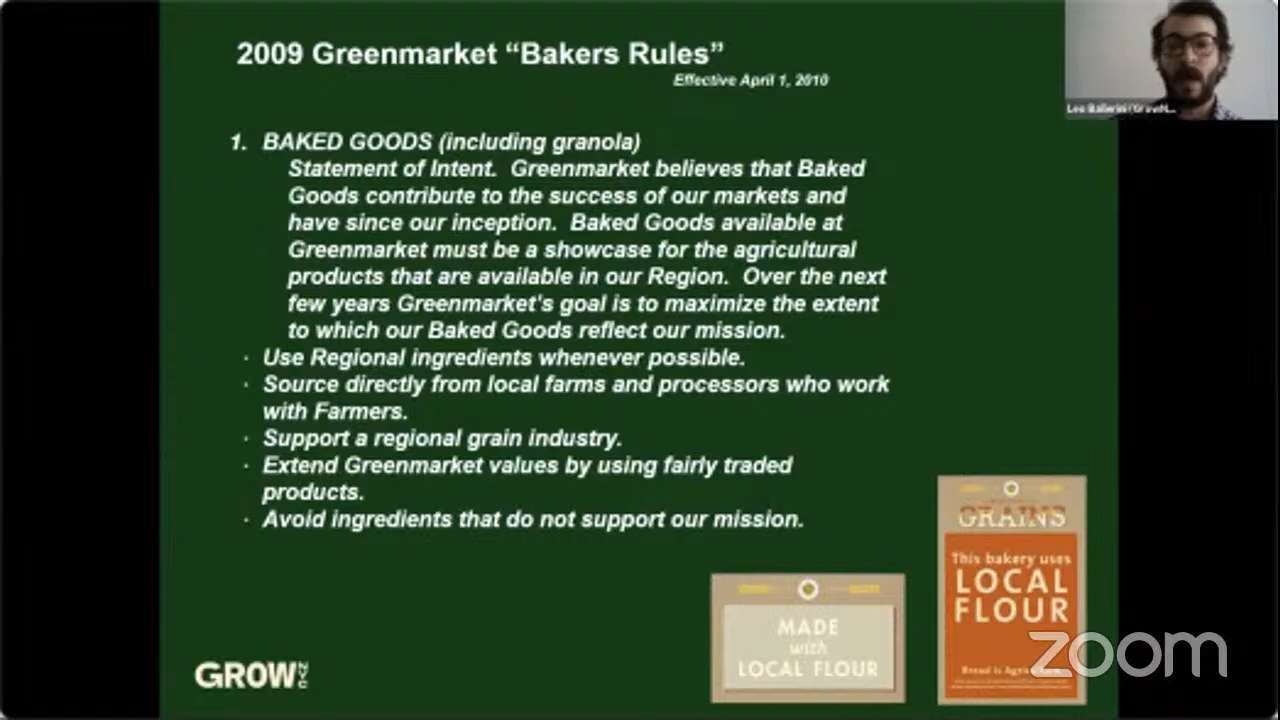 2009 Greenmarket “Bakers Rules”
Effective April 1, 2010
1. BAKED GOODS (including granola)
Statement of Intent. Greenmarket believes that Baked
Goods contribute to the success of our markets and
have since our inception. Baked Goods available at
Greenmarket must be a showcase for the agricultural
products that are available in our Region. Over the next
few years Greenmarket's goal is to maximize the extent
to which our Baked Goods reflect our mission.
· Use Regional ingredients whenever possible.
· Source directly from local farms and processors who work
with Farmers.
· Support a regional grain industry.
· Extend Greenmarket values by using fairly traded
products.
· Avoid ingredients that do not support our mission.
GROWNYC
MADE
with
LOCAL FLOUR
GRAINS
This bakery uses
LOCAL
FLOUR
Bread is
zoom
Leo Ballerini